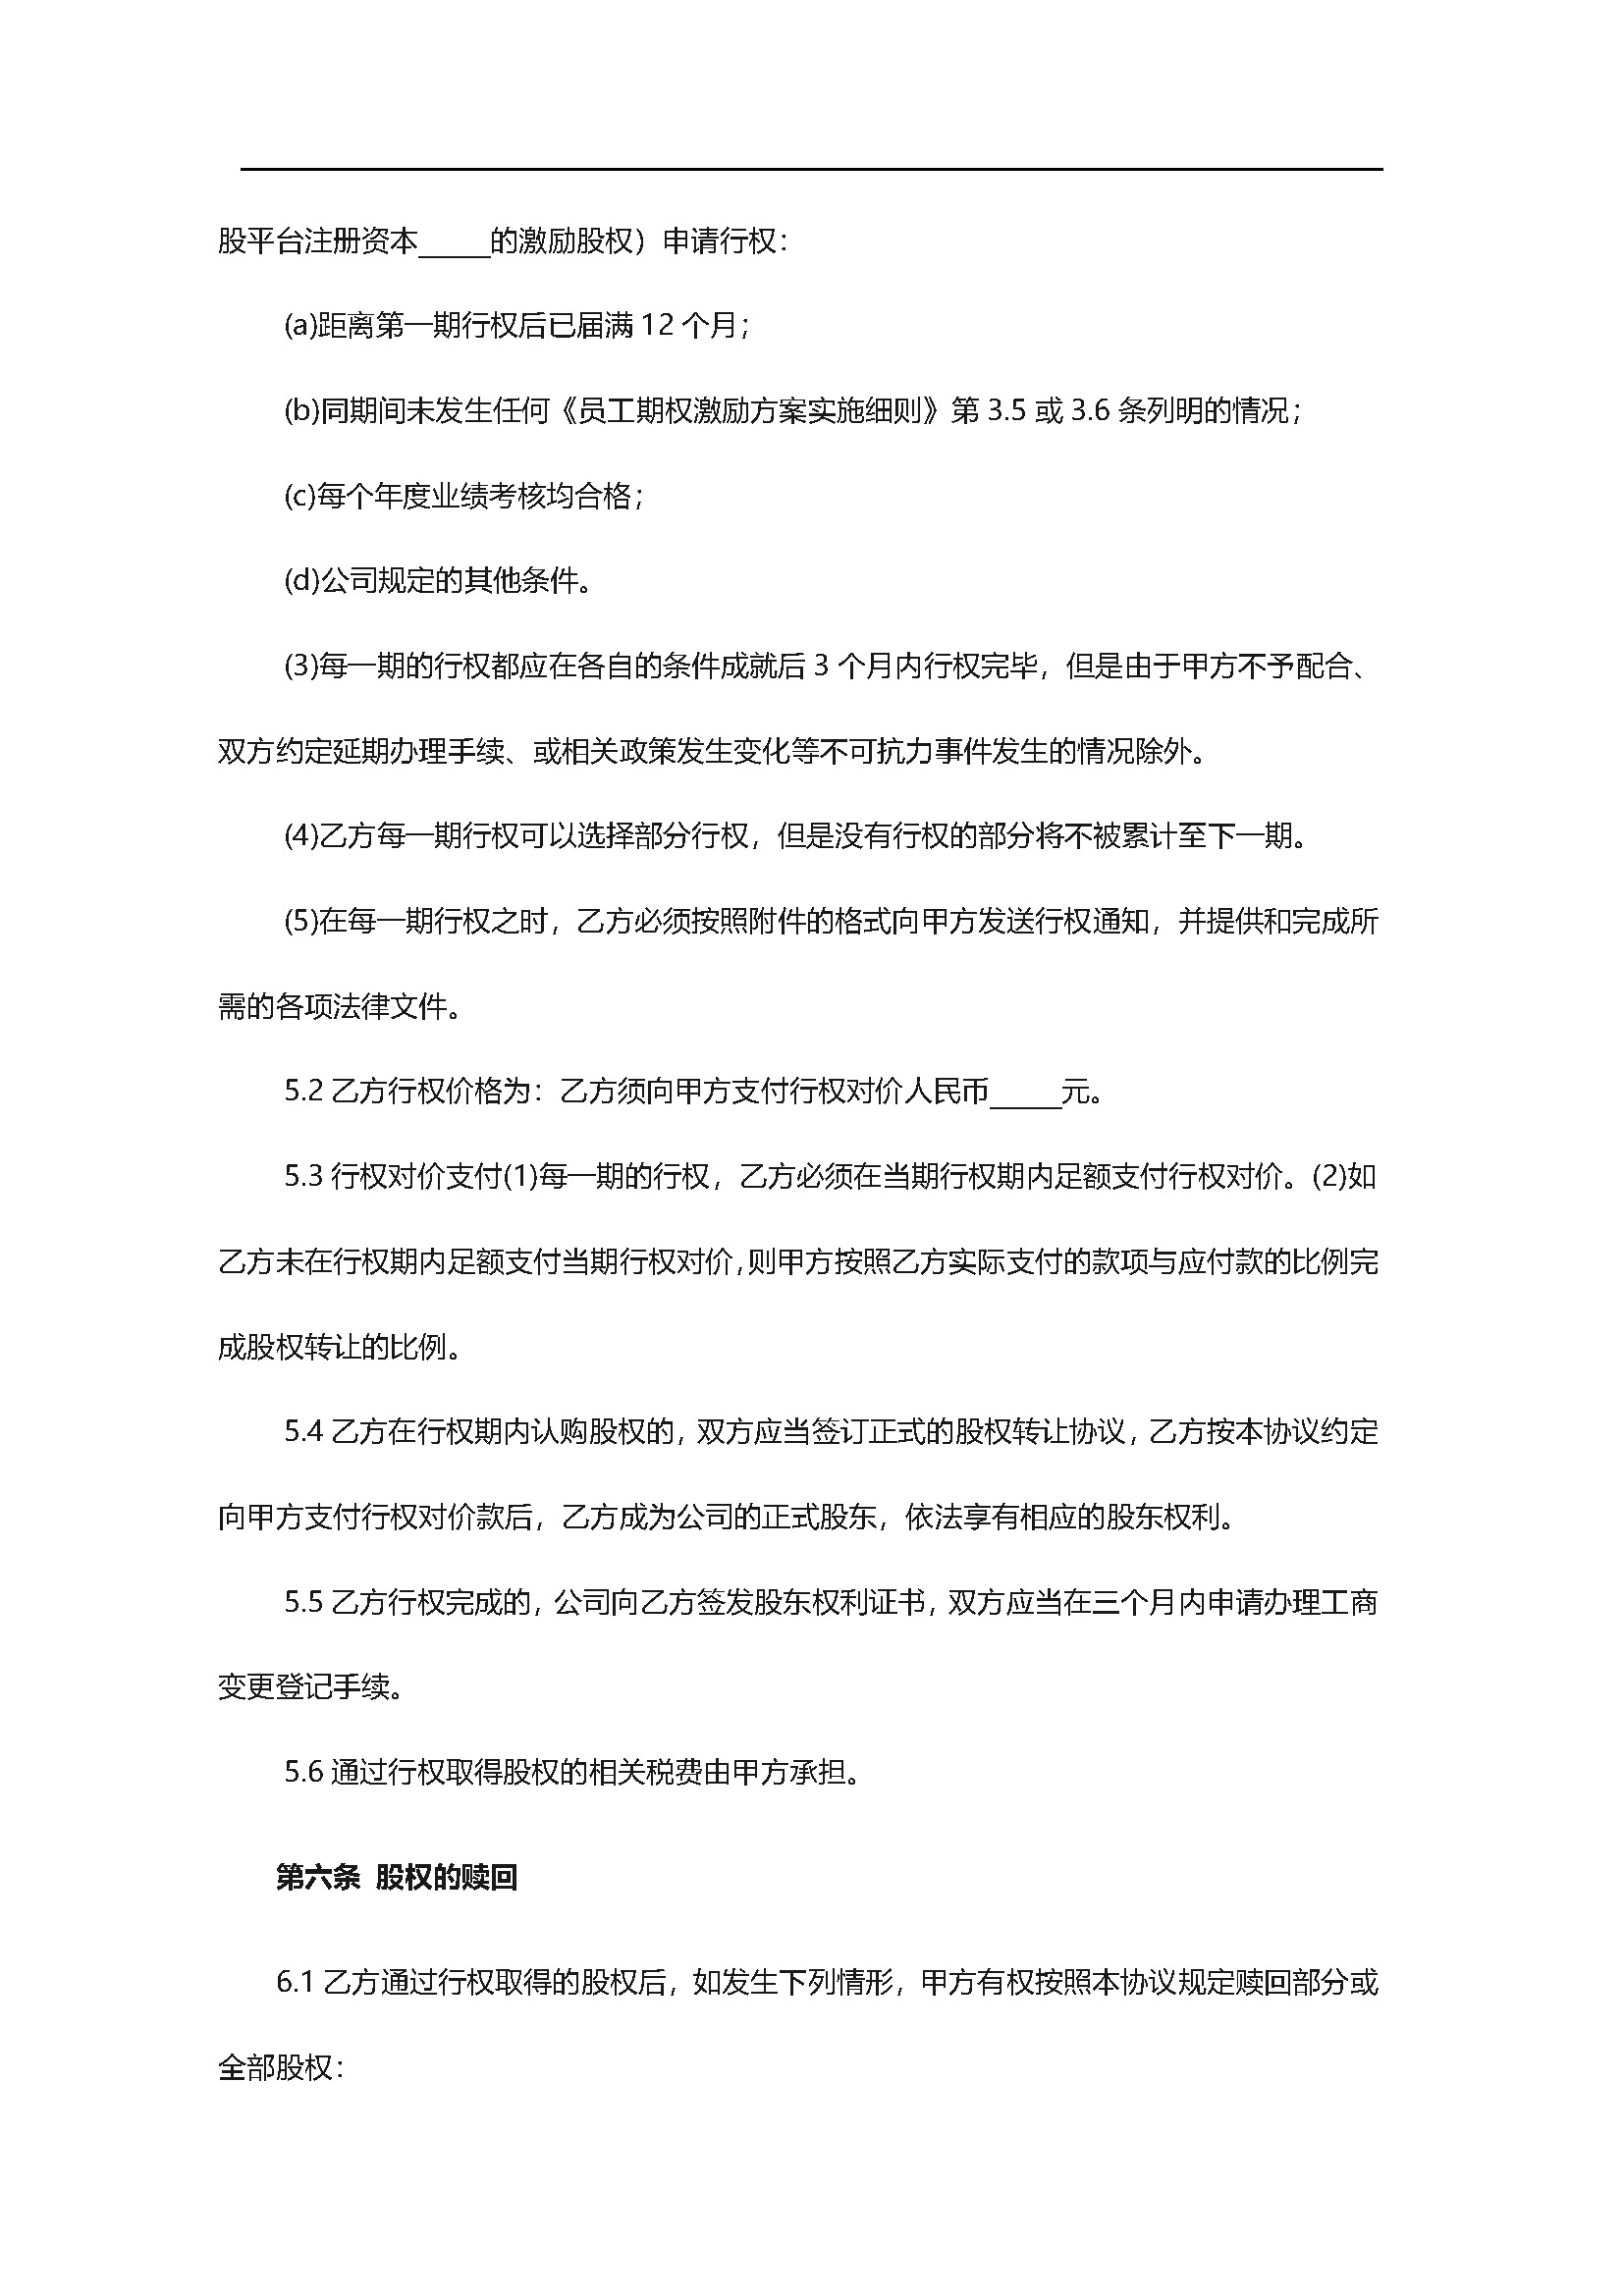 股平台注册资本_____的激励股权）申请行权：
(a)距离第一期行权后已届满 12 个月；
(b)同期间未发生任何《员工期权激励方案实施细则》第 3.5 或 3.6 条列明的情况；
(c)每个年度业绩考核均合格；
(d)公司规定的其他条件。
(3)每一期的行权都应在各自的条件成就后 3 个月内行权完毕，但是由于甲方不予配合、
双方约定延期办理手续、或相关政策发生变化等不可抗力事件发生的情况除外。
(4)乙方每一期行权可以选择部分行权，但是没有行权的部分将不被累计至下一期。
(5)在每一期行权之时，乙方必须按照附件的格式向甲方发送行权通知，并提供和完成所
需的各项法律文件。
5.2 乙方行权价格为：乙方须向甲方支付行权对价人民币_____元。
5.3 行权对价支付(1)每一期的行权，乙方必须在当期行权期内足额支付行权对价。(2)如
乙方未在行权期内足额支付当期行权对价，则甲方按照乙方实际支付的款项与应付款的比例完
成股权转让的比例。
5.4 乙方在行权期内认购股权的，双方应当签订正式的股权转让协议，乙方按本协议约定
向甲方支付行权对价款后，乙方成为公司的正式股东，依法享有相应的股东权利。
5.5 乙方行权完成的，公司向乙方签发股东权利证书，双方应当在三个月内申请办理工商
变更登记手续。
5.6 通过行权取得股权的相关税费由甲方承担。
第六条 股权的赎回
6.1 乙方通过行权取得的股权后，如发生下列情形，甲方有权按照本协议规定赎回部分或
全部股权：